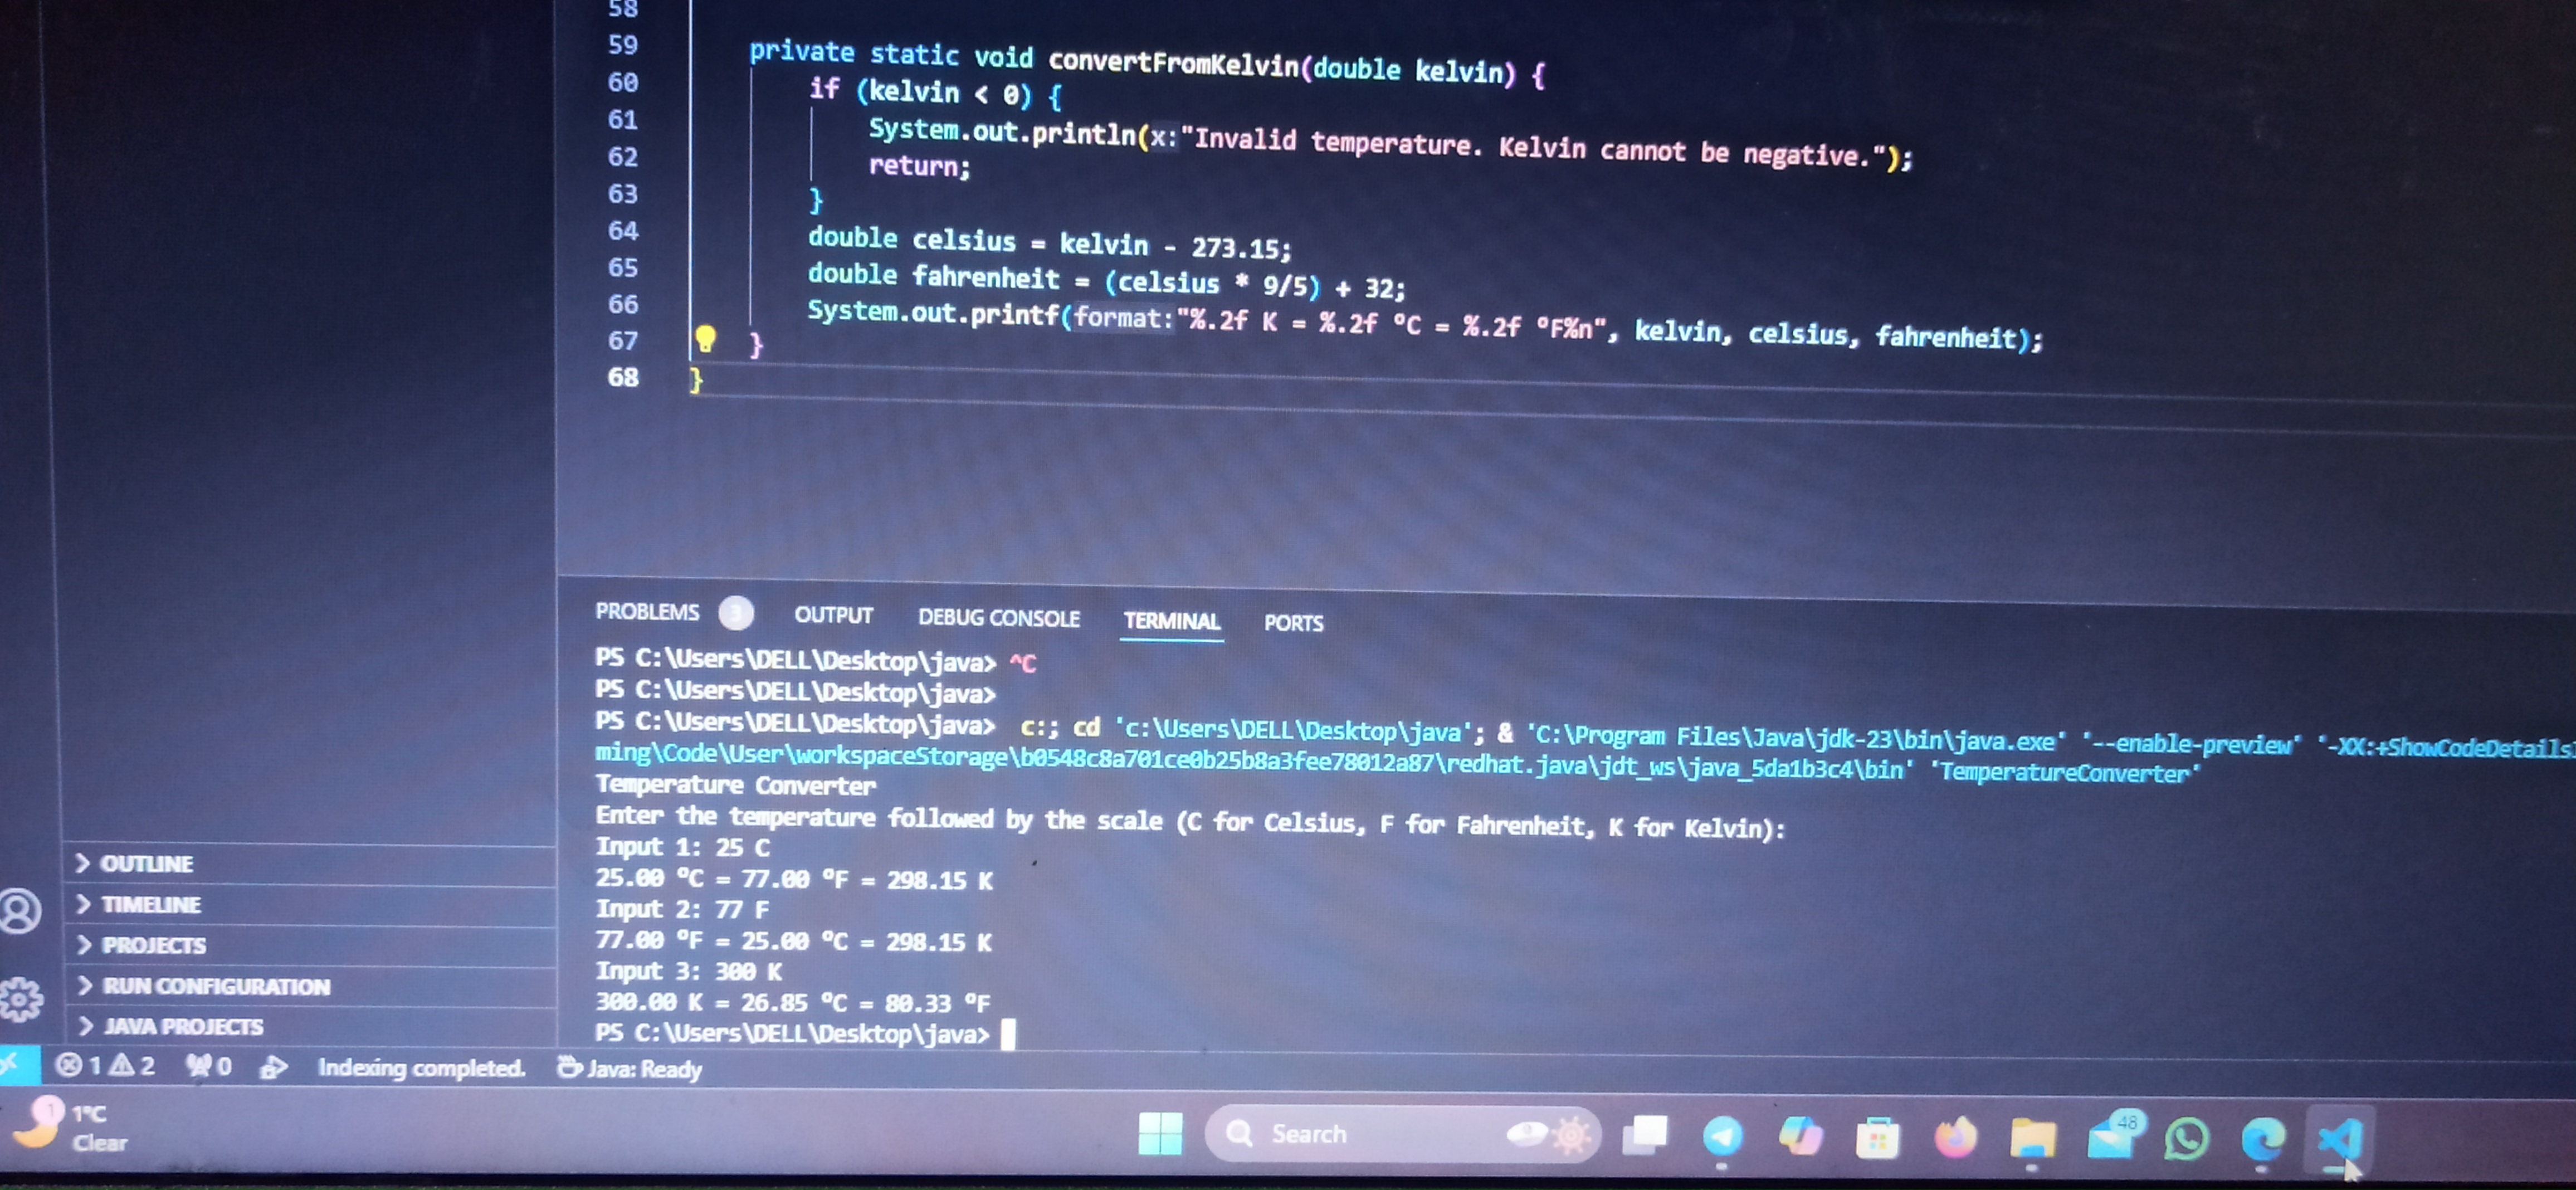 58
59 private static void convertFromKelvin(double kelvin) {
60 if (kelvin < 0) {
61 System.out.println(x:"Invalid temperature. Kelvin cannot be negative.");
62 return;
63 }
64 double celsius = kelvin - 273.15;
65 double fahrenheit = (celsius * 9/5) + 32;
66 System.out.printf(format:"%.2f K = %.2f °C = %.2f °F%n", kelvin, celsius, fahrenheit);
67 }
68 }
PROBLEMS 3 OUTPUT DEBUG CONSOLE TERMINAL PORTS
PS C:\Users\DELL\Desktop\java> ^C
PS C:\Users\DELL\Desktop\java>
PS C:\Users\DELL\Desktop\java> c:; cd 'c:\Users\DELL\Desktop\java'; & 'C:\Program Files\Java\jdk-23\bin\java.exe' '--enable-preview' '-XX:+ShowCodeDetails
ming\Code\User\workspaceStorage\b0548c8a701ce0b25b8a3fee78012a87\redhat.java\jdt_ws\java_5da1b3c4\bin' 'TemperatureConverter'
Temperature Converter
Enter the temperature followed by the scale (C for Celsius, F for Fahrenheit, K for Kelvin):
Input 1: 25 C
25.00 °C = 77.00 °F = 298.15 K
Input 2: 77 F
77.00 °F = 25.00 °C = 298.15 K
Input 3: 300 K
300.00 K = 26.85 °C = 80.33 °F
PS C:\Users\DELL\Desktop\java>
OUTLINE
TIMELINE
PROJECTS
RUN CONFIGURATION
JAVA PROJECTS
1 2 0 Indexing completed. Java: Ready
1
1°C
Clear
Search
48